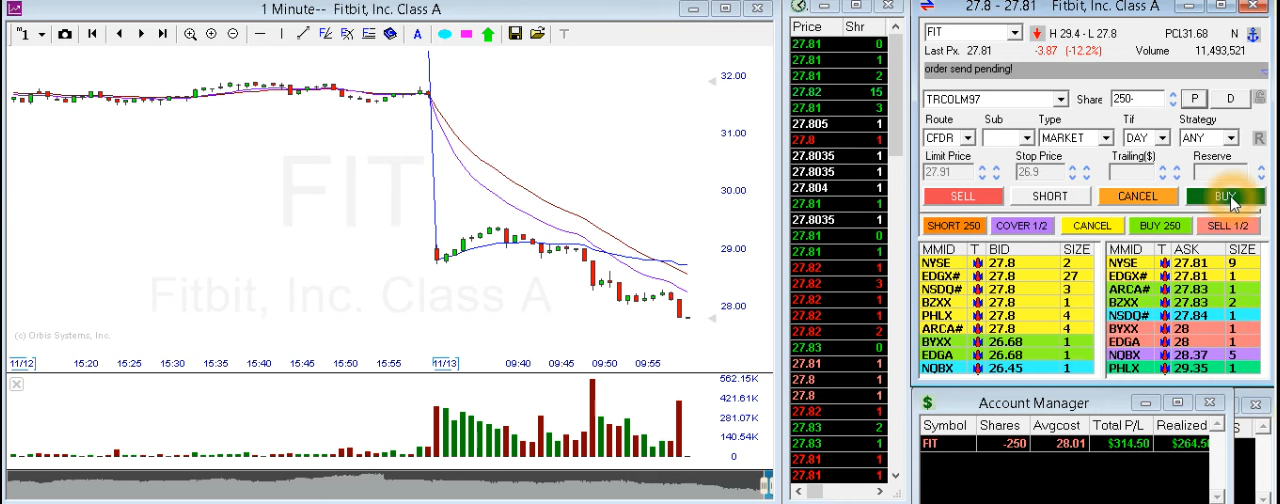 1 Minute-- Fitbit, Inc. Class A
"1
A
T
32.00
31.00
30.00
29.00
28.00
FIT
Fitbit, Inc. Class A
(c) Orbis Systems, Inc.
11/12 15:20 15:25 15:30 15:35 15:40 15:45 15:50 15:55 11/13 09:40 09:45 09:50 09:55
562.15K
421.61K
281.07K
140.54K
0
Price Shr
27.81 0
27.81 1
27.81 2
27.82 15
27.81 3
27.805 1
27.8 1
27.8035 1
27.8035 1
27.804 1
27.81 1
27.8035 1
27.81 0
27.81 1
27.82 1
27.82 3
27.82 1
27.82 1
27.82 2
27.83 0
27.81 1
27.8 1
27.8 1
27.82 1
27.83 2
27.83 1
27.81 1
27.81 1
27.8 - 27.81 Fitbit, Inc. Class A
FIT H 29.4 - L 27.8 PCL31.68 N
Last Px. 27.81 -3.87 (-12.2%) Volume 11,493,521
order send pending!
TRCOLM97 Share 250- P D
Route Sub Type Tif Strategy
CFDR MARKET DAY ANY R
Limit Price Stop Price Trailing($) Reserve
27.91 26.9
SELL SHORT CANCEL BUY
SHORT 250 COVER 1/2 CANCEL BUY 250 SELL 1/2
MMID T BID SIZE MMID T ASK SIZE
NYSE 27.8 2 NYSE 27.81 9
EDGX# 27.8 27 EDGX# 27.81 1
NSDQ# 27.8 3 ARCA# 27.83 1
BZXX 27.8 1 BZXX 27.83 2
PHLX 27.8 4 NSDQ# 27.84 1
ARCA# 27.8 4 BYXX 28 1
BYXX 26.68 1 EDGA 28 1
EDGA 26.68 1 NQBX 28.37 5
NQBX 26.45 1 PHLX 29.35 1
$ Account Manager
Symbol Shares Avgcost Total P/L Realized S
FIT -250 28.01 $314.50 $264.50